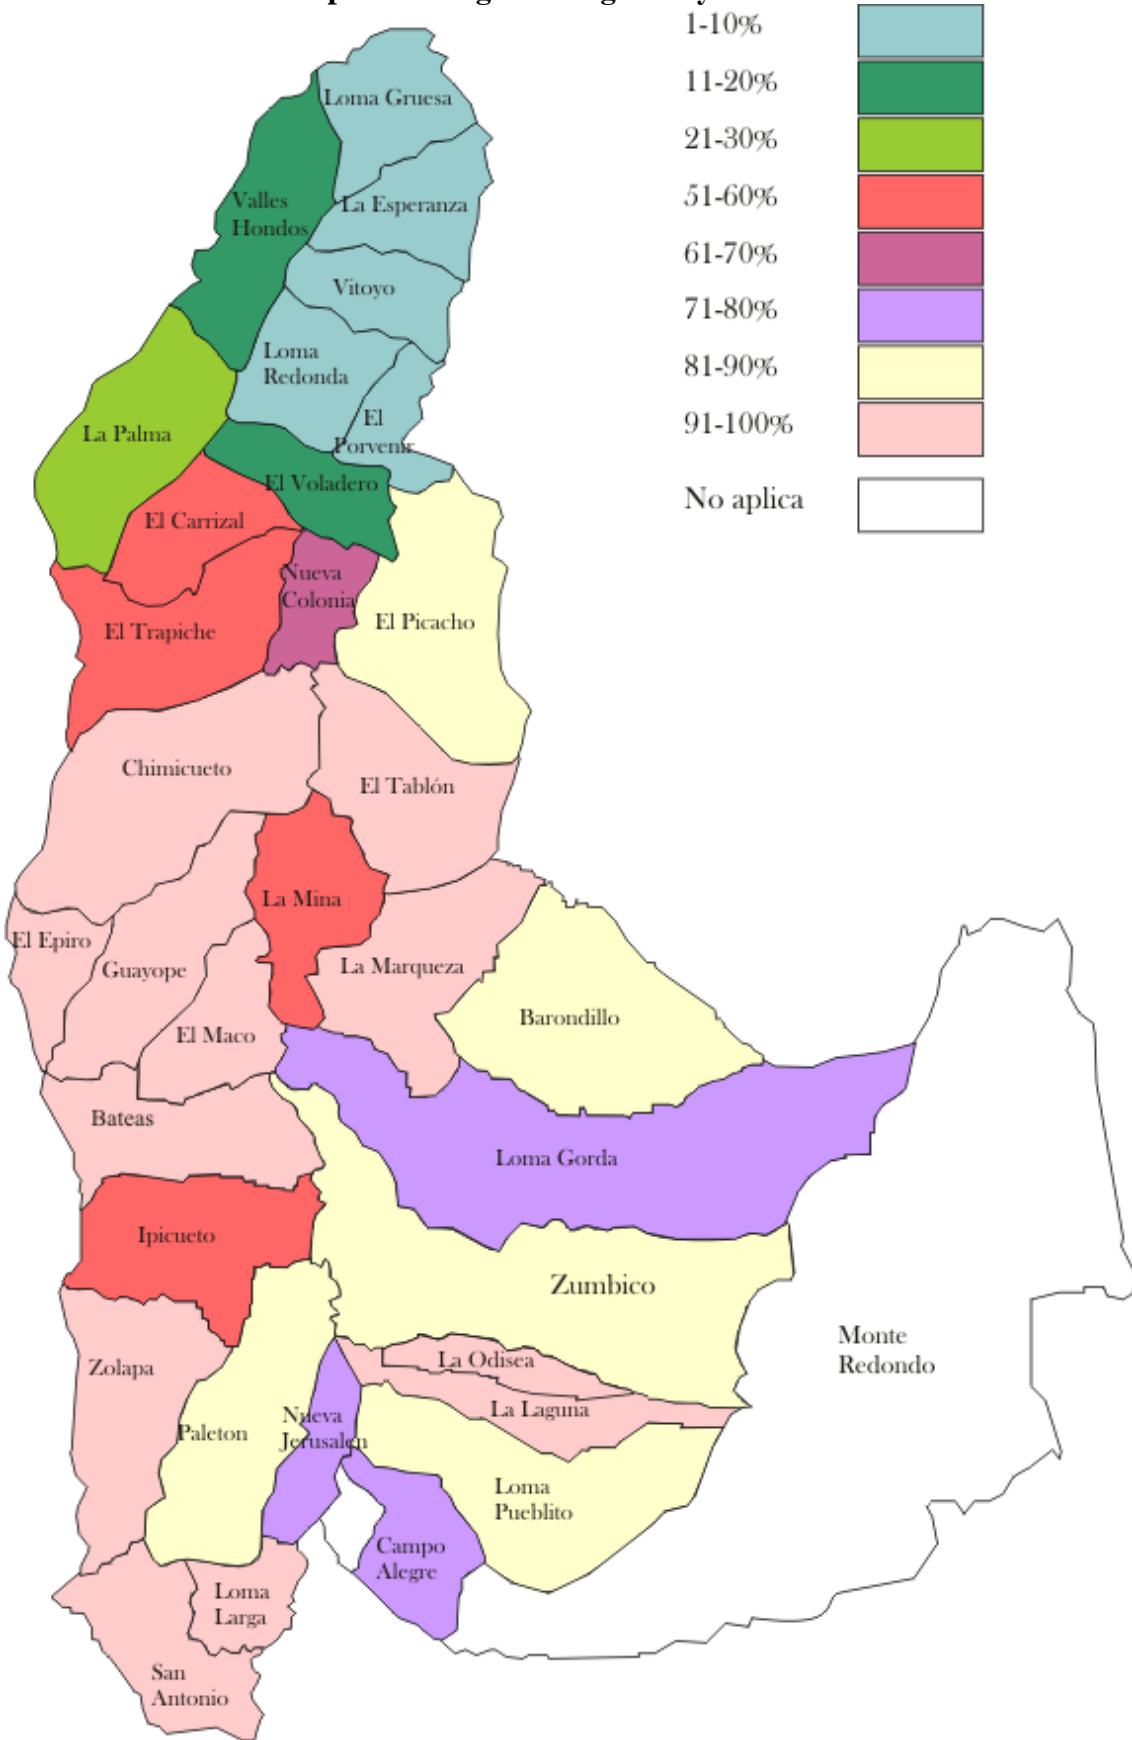 1-10%
11-20%
21-30%
51-60%
61-70%
71-80%
81-90%
91-100%
No aplica
Loma Gruesa
Valles
Hondos
La Esperanza
Vitoyo
Loma
Redonda
El
Porvenir
La Palma
El Voladero
El Carrizal
Nueva
Colonia
El Trapiche
El Picacho
Chimicueto
El Tablón
La Mina
El Epiro
Guayope
La Marqueza
El Maco
Barondillo
Bateas
Loma Gorda
Ipicueto
Zumbico
Monte
Redondo
Zolapa
La Odisea
La Laguna
Paleton
Nueva
Jerusalen
Loma
Pueblito
Campo
Alegre
Loma
Larga
San
Antonio